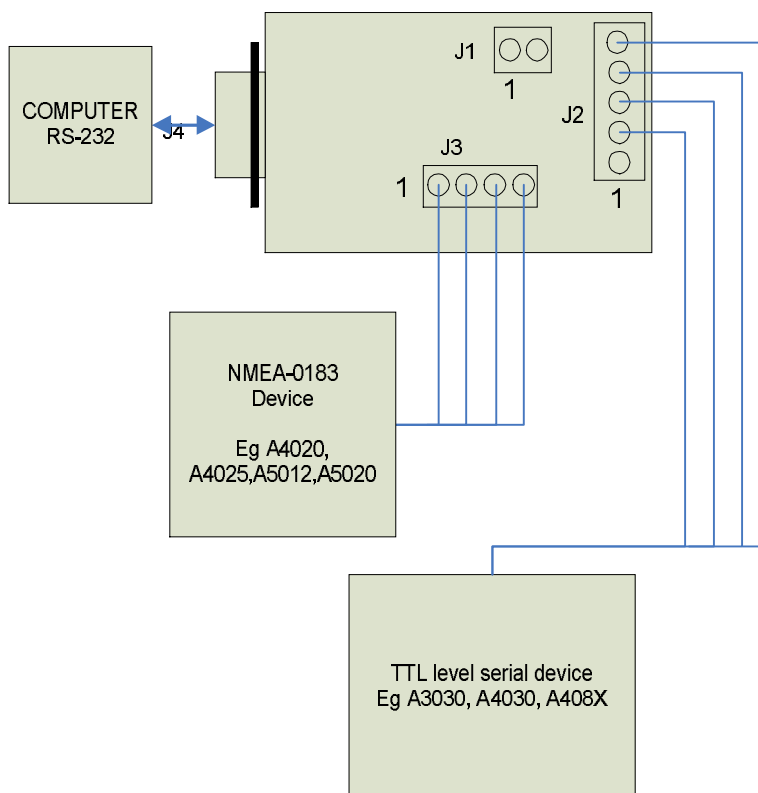 COMPUTER
RS-232
J4
J1
1
J2
J3
1
1
NMEA-0183
Device
Eg A4020,
A4025,A5012,A5020
TTL level serial device
Eg A3030, A4030, A408X